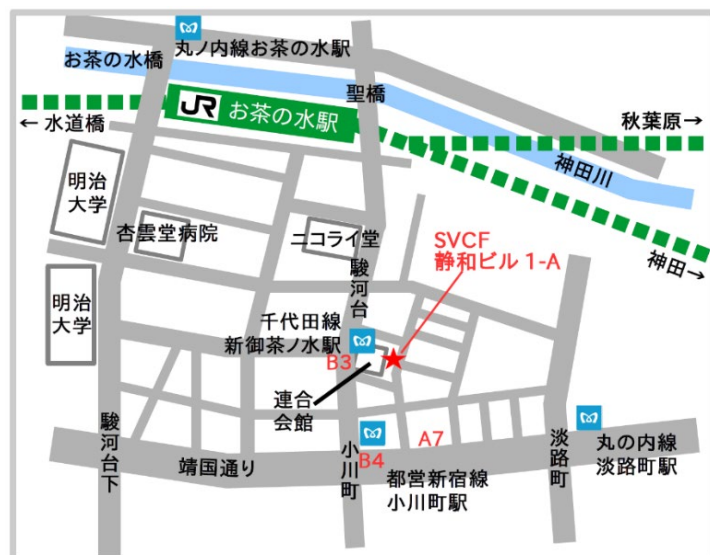 丸ノ内線お茶の水駅
お茶の水橋
聖橋
JR お茶の水駅
← 水道橋
秋葉原→
神田川
明治
大学
杏雲堂病院
ニコライ堂
SVCF
静和ビル 1-A
神田→
駿河台
明治
大学
千代田線
新御茶ノ水駅
B3
連合
会館
駿河台下
靖国通り
小川町
B4
A7
都営新宿線
小川町駅
淡路町
丸の内線
淡路町駅